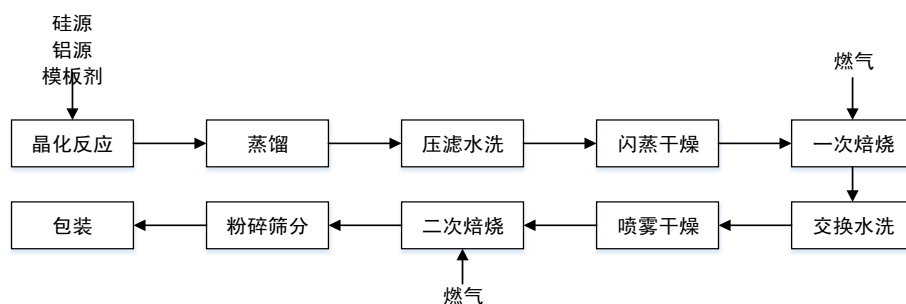 硅源
铝源
模板剂
燃气
晶化反应
蒸馏
压滤水洗
闪蒸干燥
一次焙烧
包装
粉碎筛分
二次焙烧
喷雾干燥
交换水洗
燃气